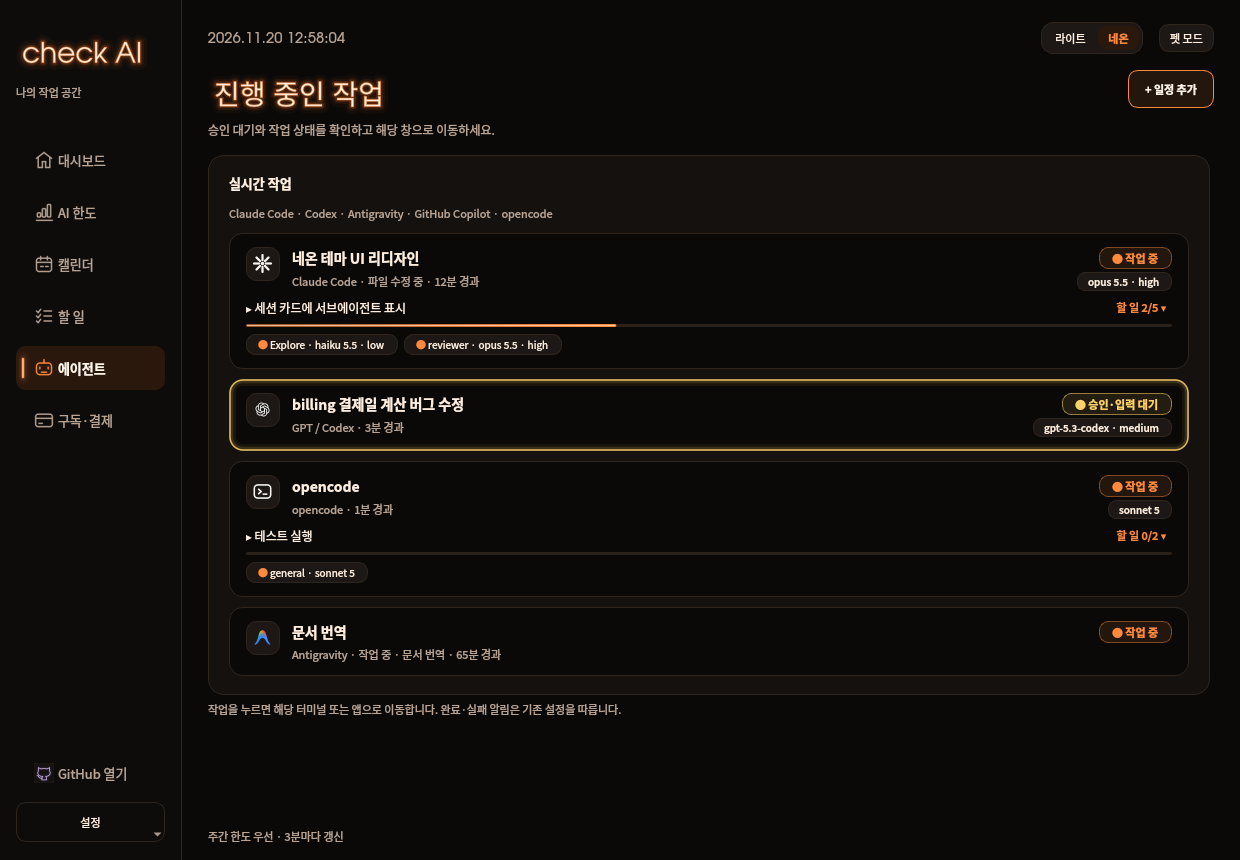 check AI
나의 작업 공간
대시보드
AI 한도
캘린더
할 일
에이전트
구독·결제
GitHub 열기
설정
2026.11.20 12:58:04
라이트
네온
펫 모드
진행 중인 작업
+ 일정 추가
승인 대기와 작업 상태를 확인하고 해당 창으로 이동하세요.
실시간 작업
Claude Code · Codex · Antigravity · GitHub Copilot · opencode
네온 테마 UI 리디자인
작업 중
Claude Code · 파일 수정 중 · 12분 경과
opus 5.5 · high
▸ 세션 카드에 서브에이전트 표시
할 일 2/5 ▾
Explore · haiku 5.5 · low
reviewer · opus 5.5 · high
billing 결제일 계산 버그 수정
승인·입력 대기
GPT / Codex · 3분 경과
gpt-5.3-codex · medium
opencode
작업 중
opencode · 1분 경과
sonnet 5
▸ 테스트 실행
할 일 0/2 ▾
general · sonnet 5
문서 번역
작업 중
Antigravity · 작업 중 · 문서 번역 · 65분 경과
작업을 누르면 해당 터미널 또는 앱으로 이동합니다. 완료·실패 알림은 기존 설정을 따릅니다.
주간 한도 우선 · 3분마다 갱신